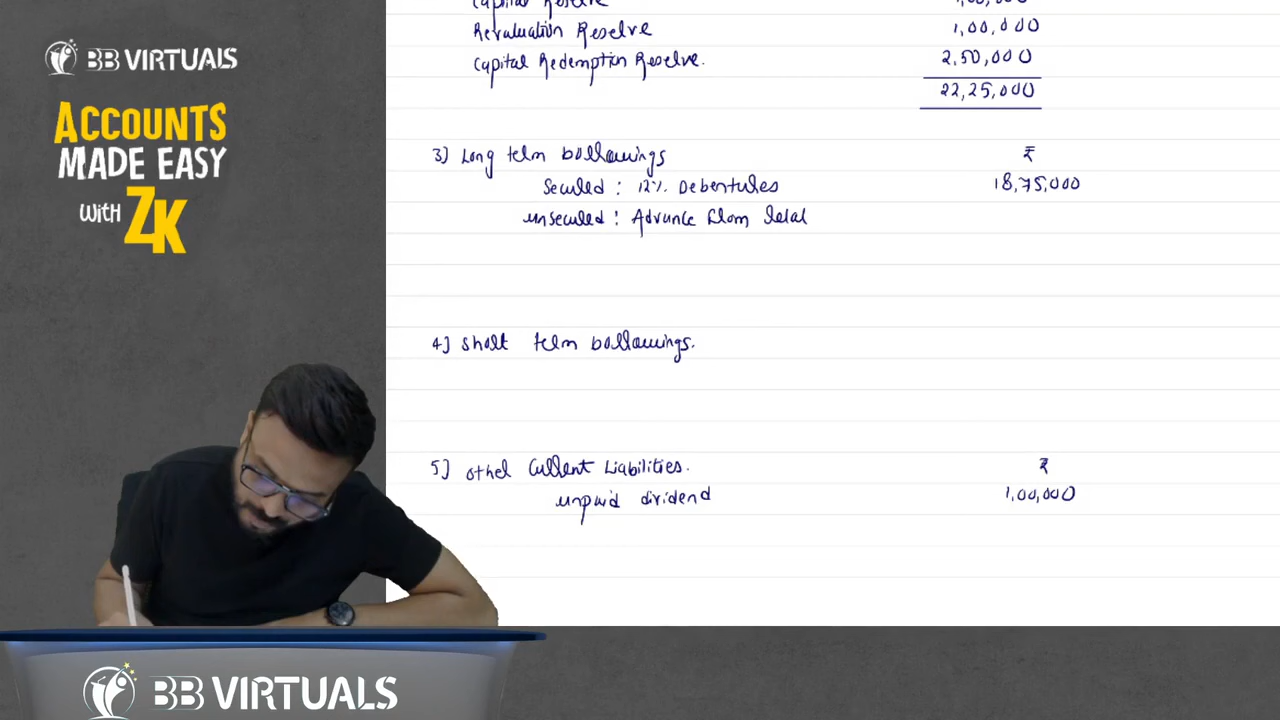 BB VIRTUALS
ACCOUNTS
MADE EASY
WITH ZK
Capital Reserve
Revaluation Reserve 1,00,000
Capital Redemption Reserve. 2,50,000
22,25,000
3) Long term borrowings ₹
Secured : 12% Debentures 18,75,000
unsecured : Advance from
4] Short term borrowings.
5] Other Current Liabilities. ₹
unpaid dividend 1,00,000
BB VIRTUALS